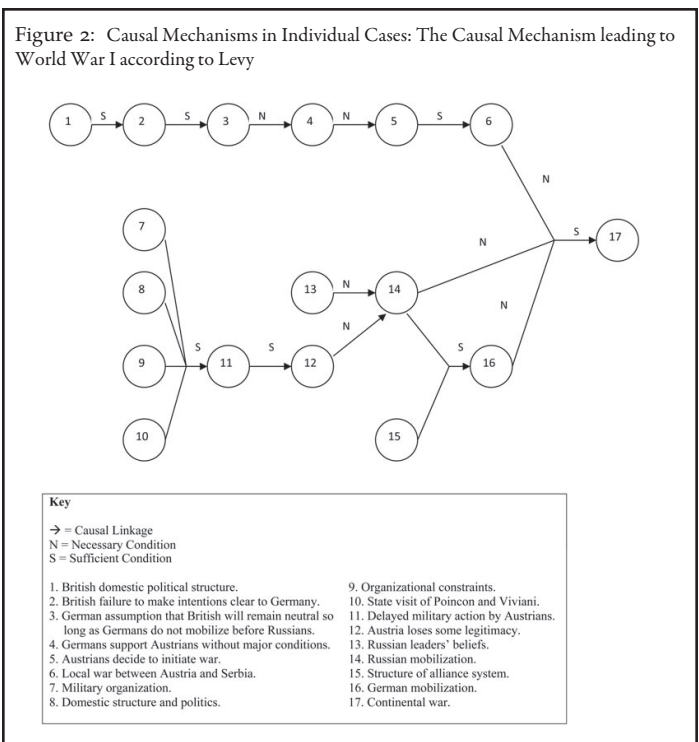 Figure 2: Causal Mechanisms in Individual Cases: The Causal Mechanism leading to
World War I according to Levy
1 S 2 S 3 N 4 N 5 S 6
N
7
S 17
N
8 13 N 14
N
N
S S S
9 11 12 16
10 15
Key
→ = Causal Linkage
N = Necessary Condition
S = Sufficient Condition
1. British domestic political structure.
2. British failure to make intentions clear to Germany.
3. German assumption that British will remain neutral so
long as Germans do not mobilize before Russians.
4. Germans support Austrians without major conditions.
5. Austrians decide to initiate war.
6. Local war between Austria and Serbia.
7. Military organization.
8. Domestic structure and politics.
9. Organizational constraints.
10. State visit of Poincon and Viviani.
11. Delayed military action by Austrians.
12. Austria loses some legitimacy.
13. Russian leaders' beliefs.
14. Russian mobilization.
15. Structure of alliance system.
16. German mobilization.
17. Continental war.